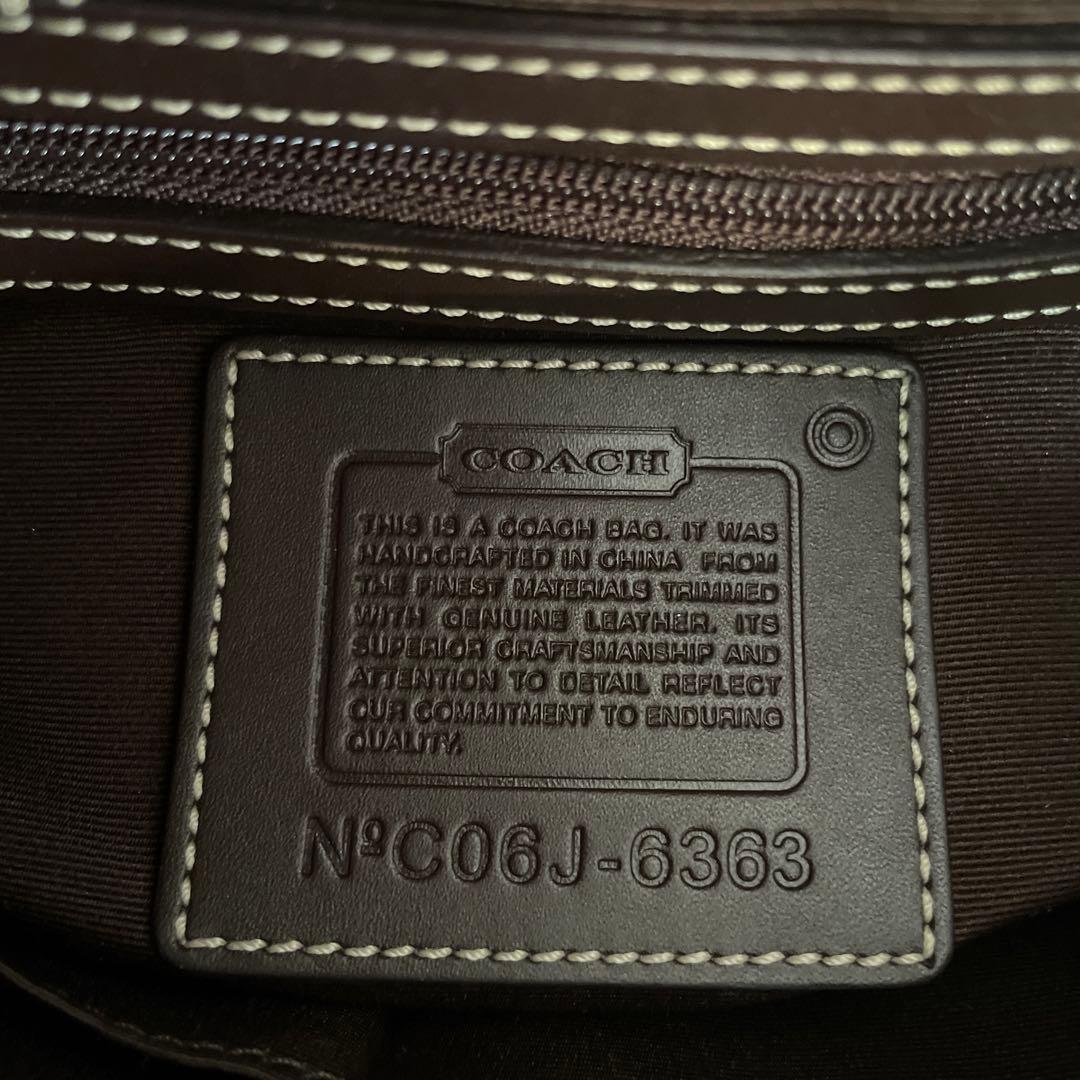 COACH
THIS IS A COACH BAG. IT WAS
HANDCRAFTED IN CHINA FROM
THE FINEST MATERIALS TRIMMED
WITH GENUINE LEATHER. ITS
SUPERIOR CRAFTSMANSHIP AND
ATTENTION TO DETAIL REFLECT
OUR COMMITMENT TO ENDURING
QUALITY.
NºC06J-6363